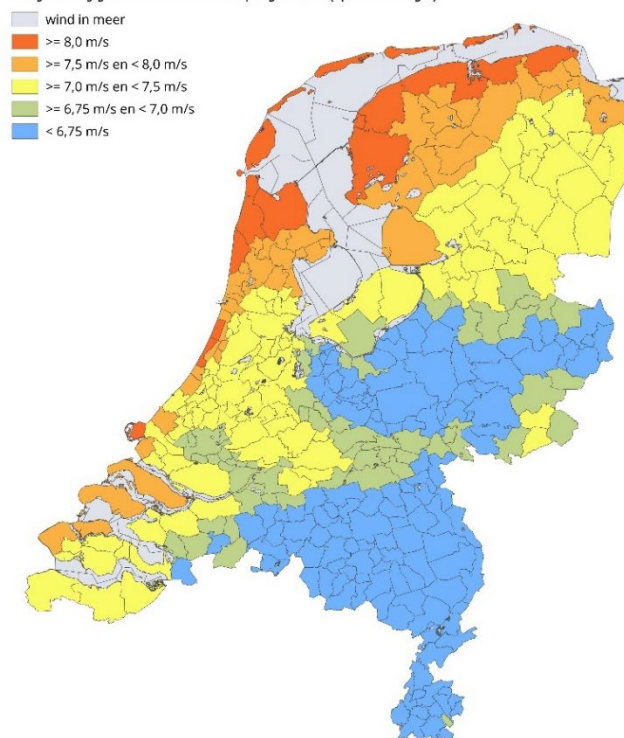 wind in meer
>= 8,0 m/s
>= 7,5 m/s en < 8,0 m/s
>= 7,0 m/s en < 7,5 m/s
>= 6,75 m/s en < 7,0 m/s
< 6,75 m/s